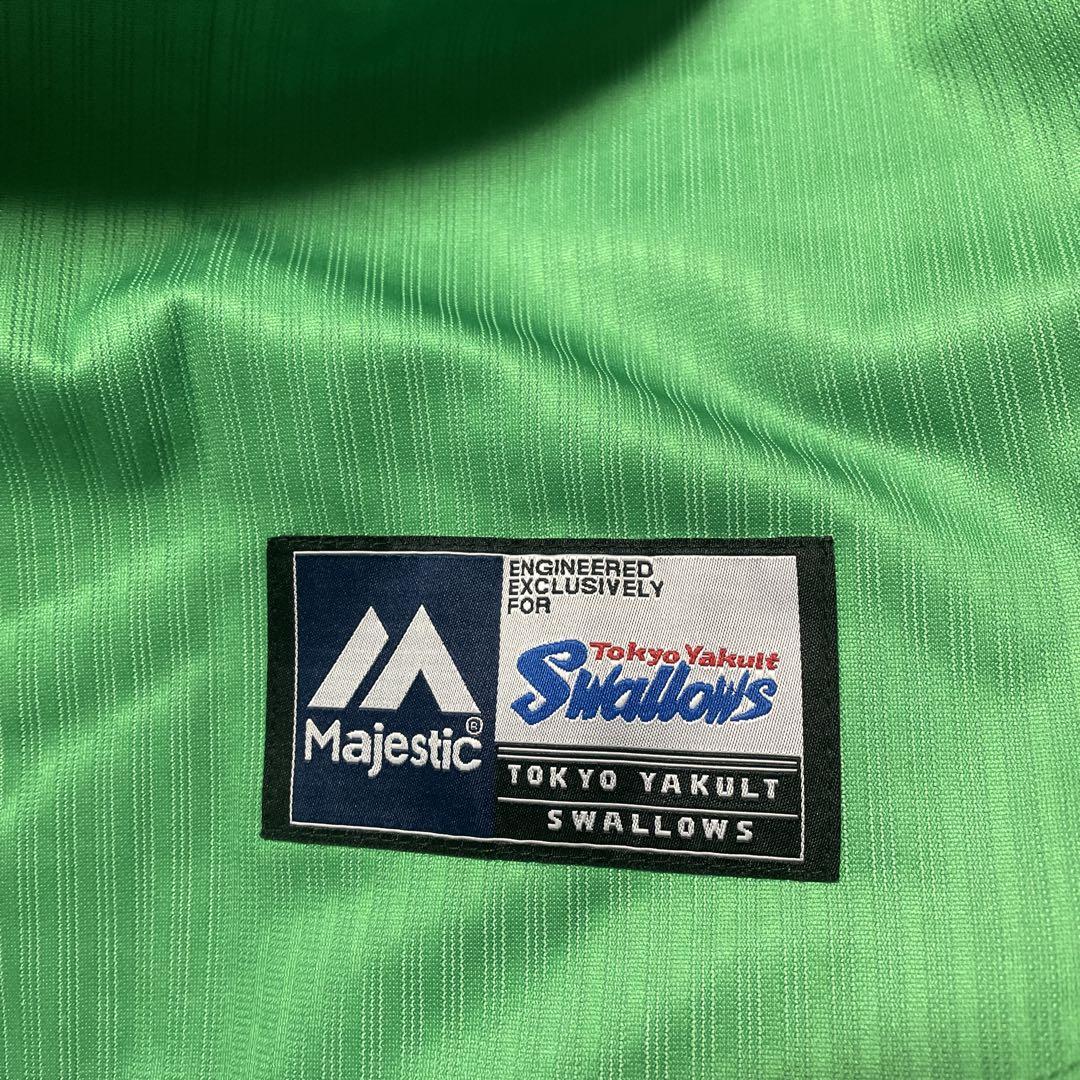 Majestic®
ENGINEERED
EXCLUSIVELY
FOR
Tokyo Yakult
Swallows
TOKYO YAKULT
SWALLOWS